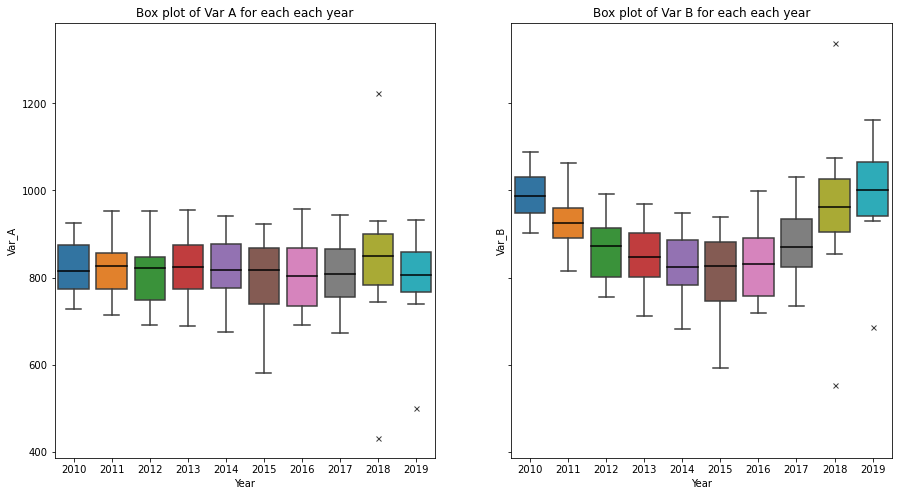 Box plot of Var A for each each year
Var_A
1200
1000
800
600
400
2010 2011 2012 2013 2014 2015 2016 2017 2018 2019
Year
Box plot of Var B for each each year
Var_B
2010 2011 2012 2013 2014 2015 2016 2017 2018 2019
Year